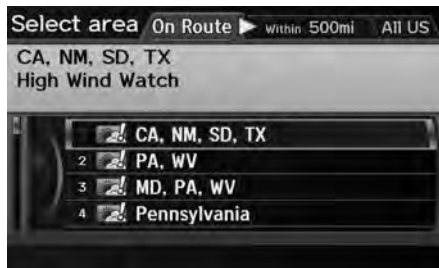 Select area On Route Within 500mi All US
CA, NM, SD, TX
High Wind Watch
CA, NM, SD, TX
2 PA, WV
3 MD, PA, WV
4 Pennsylvania